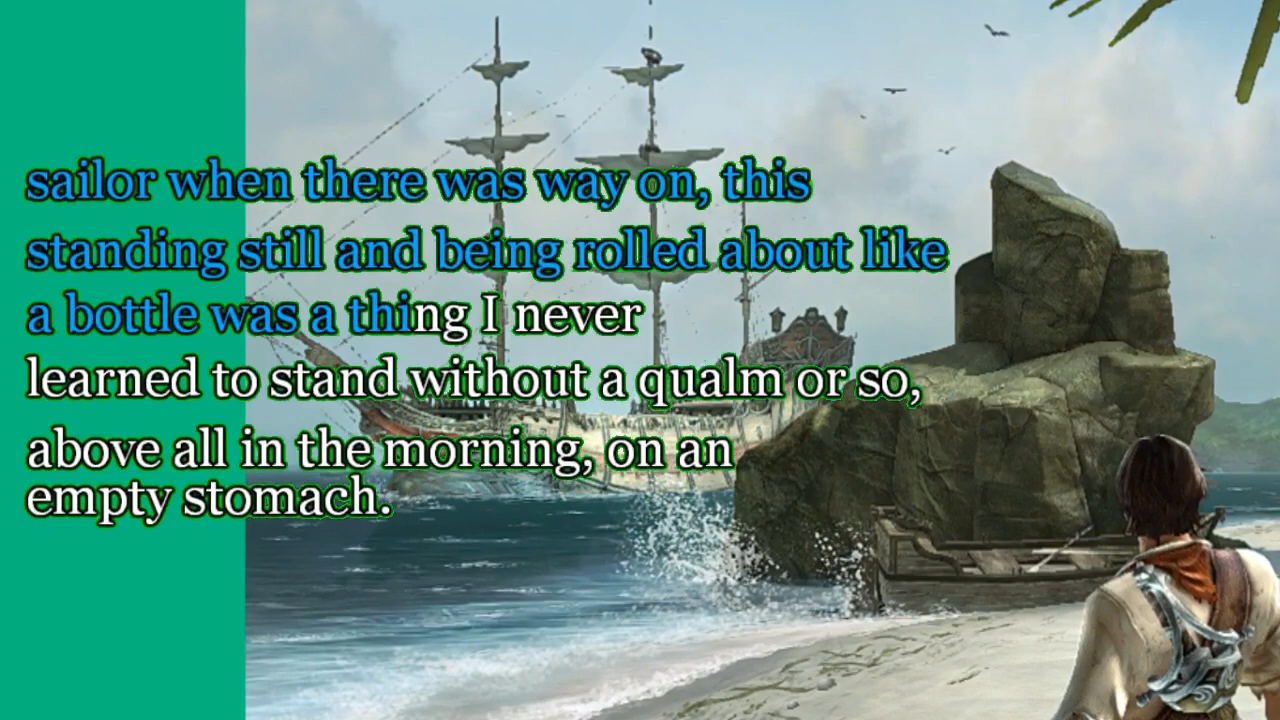 sailor when there was way on, this
standing still and being rolled about like
a bottle was a thing I never
learned to stand without a qualm or so,
above all in the morning, on an
empty stomach.